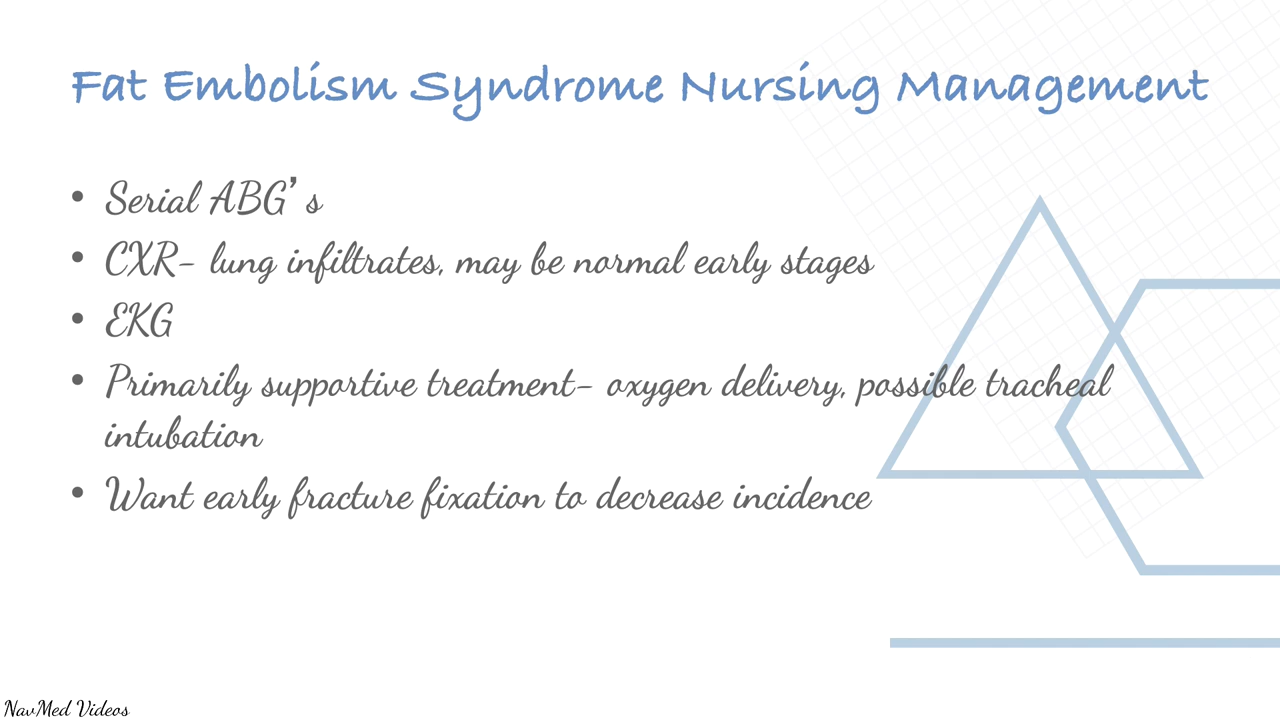 Fat Embolism Syndrome Nursing Management
• Serial ABG's
• CXR- lung infiltrates, may be normal early stages
• EKG
• Primarily supportive treatment- oxygen delivery, possible tracheal
intubation
• Want early fracture fixation to decrease incidence
NavMed Videos